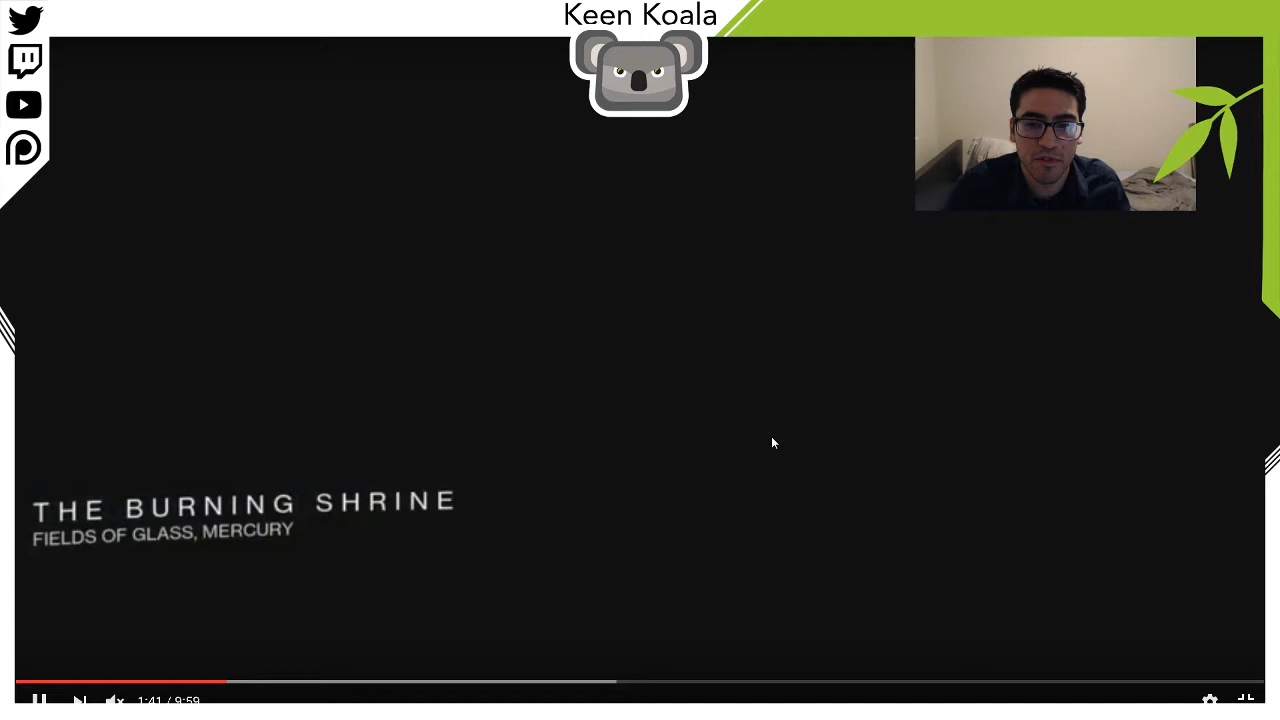 Keen Koala
THE BURNING SHRINE
FIELDS OF GLASS, MERCURY
1:41 / 9:59